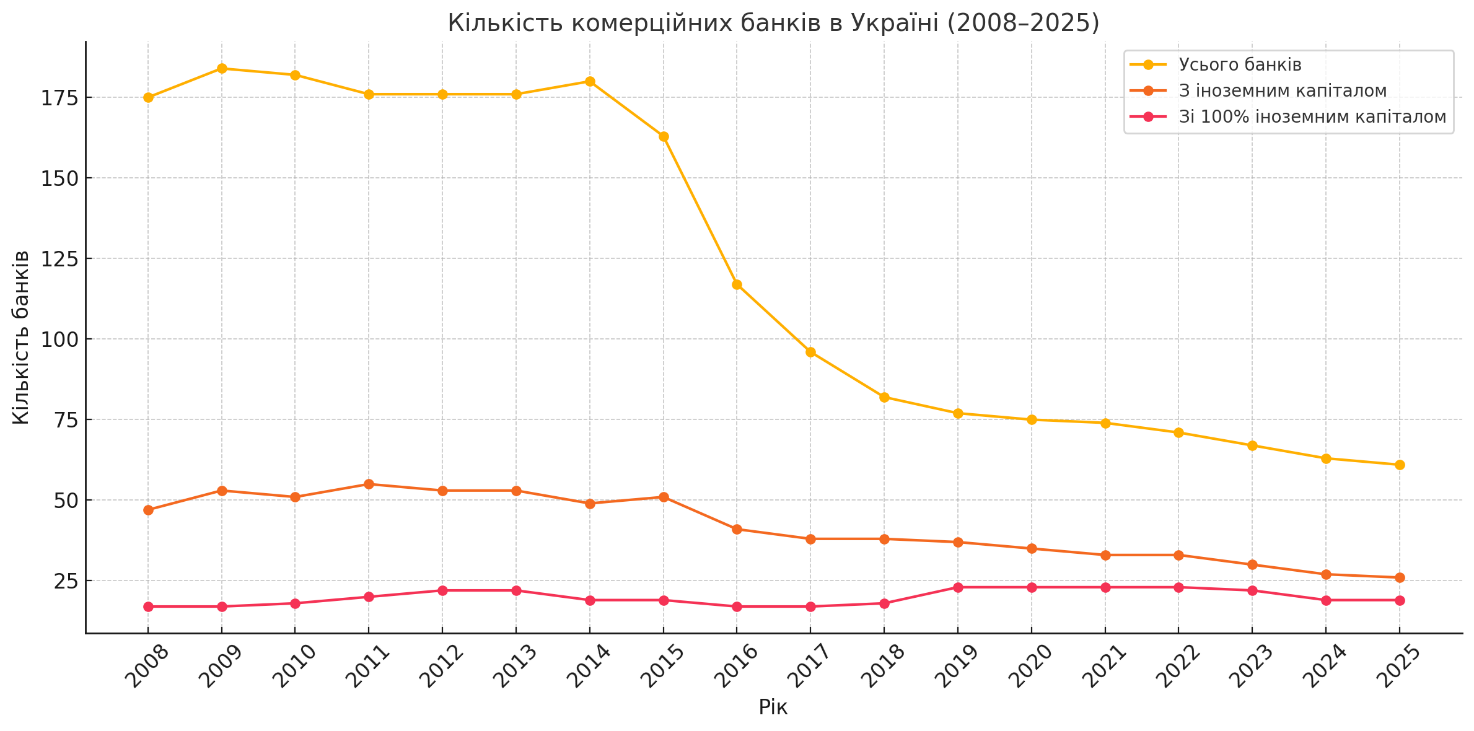 Кількість комерційних банків в Україні (2008–2025)
Усього банків
З іноземним капіталом
Зі 100% іноземним капіталом
Кількість банків
175
150
125
100
75
50
25
2008 2009 2010 2011 2012 2013 2014 2015 2016 2017 2018 2019 2020 2021 2022 2023 2024 2025
Рік